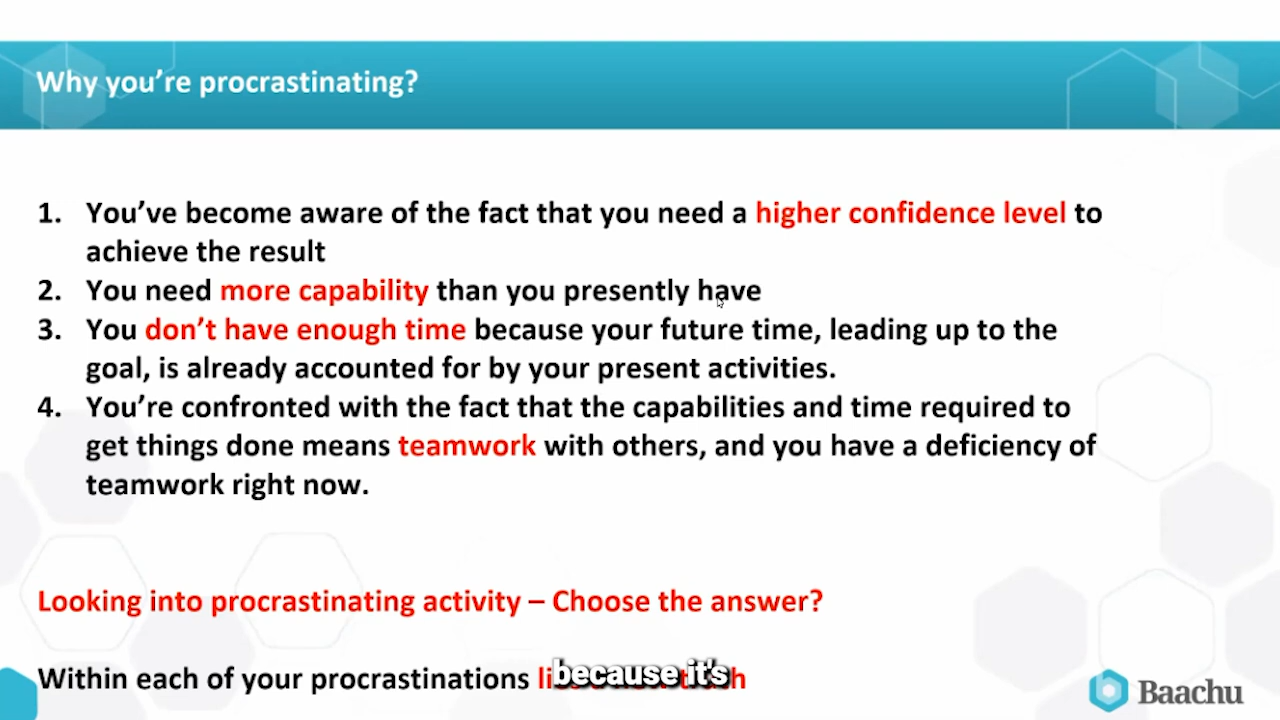 Why you’re procrastinating?
1. You’ve become aware of the fact that you need a higher confidence level to
achieve the result
2. You need more capability than you presently have
3. You don’t have enough time because your future time, leading up to the
goal, is already accounted for by your present activities.
4. You’re confronted with the fact that the capabilities and time required to
get things done means teamwork with others, and you have a deficiency of
teamwork right now.
Looking into procrastinating activity – Choose the answer?
Within each of your procrastinations
because it's
Baachu